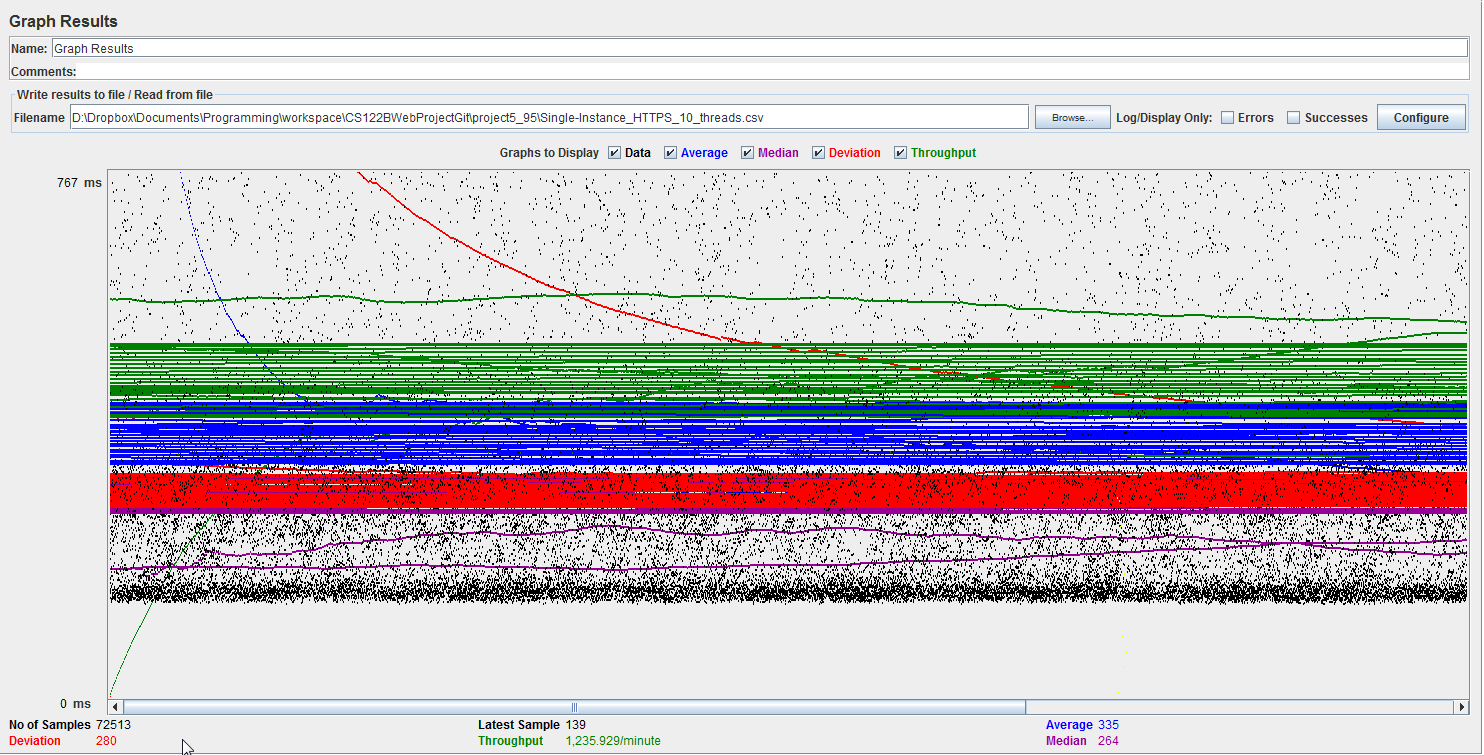 Graph Results
Name: Graph Results
Comments:
Write results to file / Read from file
Filename D:\Dropbox\Documents\Programming\workspace\CS122BWebProjectGit\project5_95\Single-Instance_HTTPS_10_threads.csv Browse... Log/Display Only: Errors Successes Configure
Graphs to Display Data Average Median Deviation Throughput
767 ms
0 ms
No of Samples 72513 Latest Sample 139 Average 335
Deviation 280 Throughput 1,235.929/minute Median 264